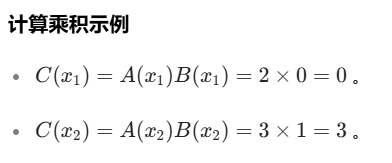 计算乘积示例
• C(x₁) = A(x₁)B(x₁) = 2 × 0 = 0 。
• C(x₂) = A(x₂)B(x₂) = 3 × 1 = 3 。